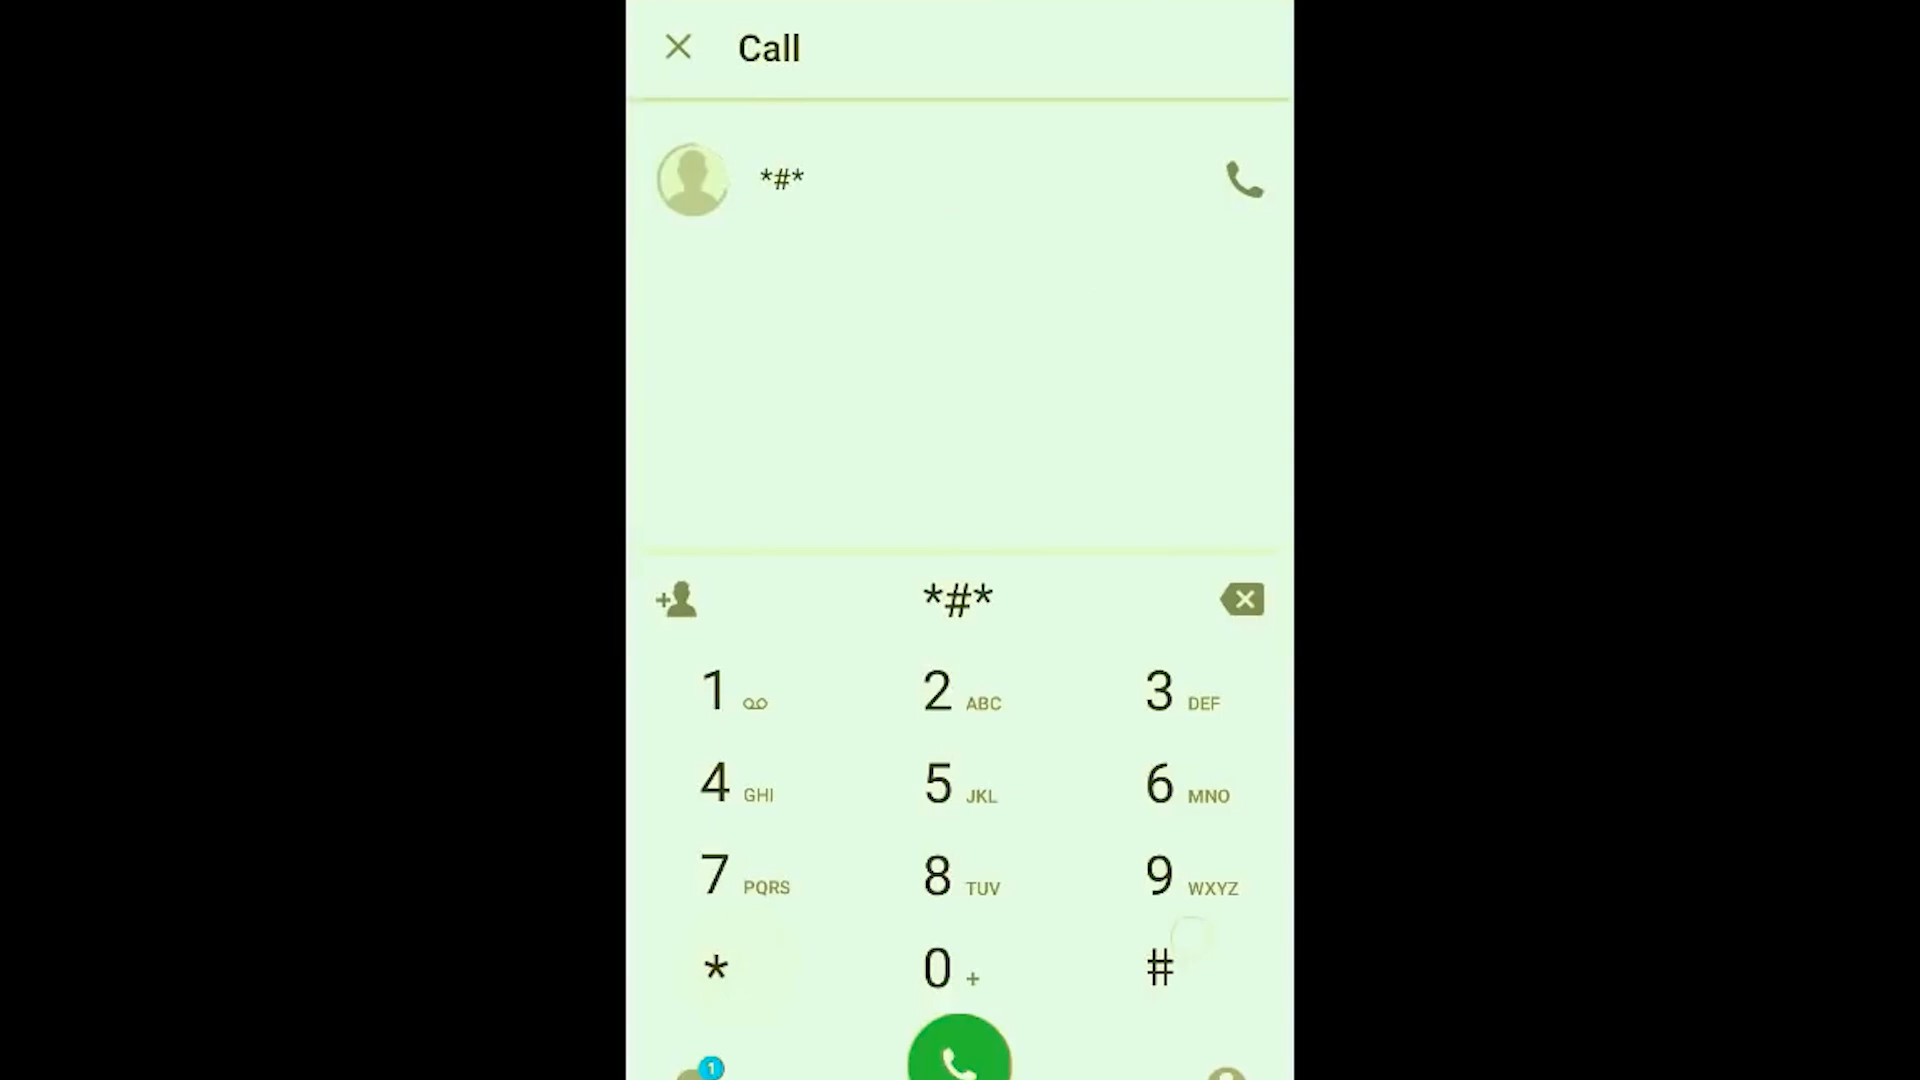 Call
*#*
*#*
1
2 ABC
3 DEF
4 GHI
5 JKL
6 MNO
7 PQRS
8 TUV
9 WXYZ
*
0 +
#
1